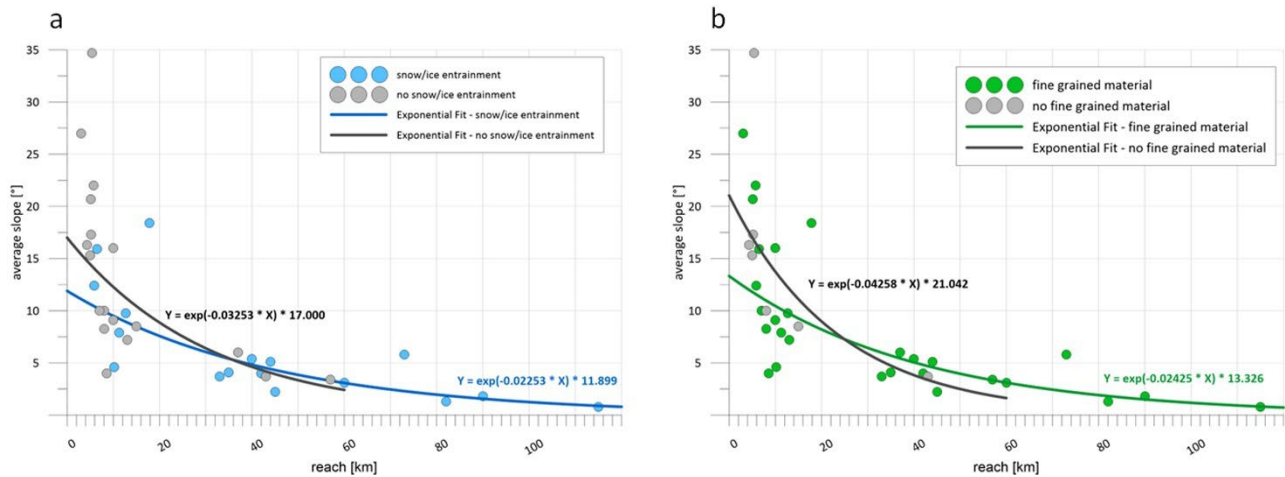 a
35
30
25
20
15
10
5
average slope [°]
snow/ice entrainment
no snow/ice entrainment
Exponential Fit - snow/ice entrainment
Exponential Fit - no snow/ice entrainment
Y = exp(-0.03253 * X) * 17.000
Y = exp(-0.02253 * X) * 11.899
0
20
40
60
80
100
reach [km]
b
35
30
25
20
15
10
5
average slope [°]
fine grained material
no fine grained material
Exponential Fit - fine grained material
Exponential Fit - no fine grained material
Y = exp(-0.04258 * X) * 21.042
Y = exp(-0.02425 * X) * 13.326
0
20
40
60
80
100
reach [km]